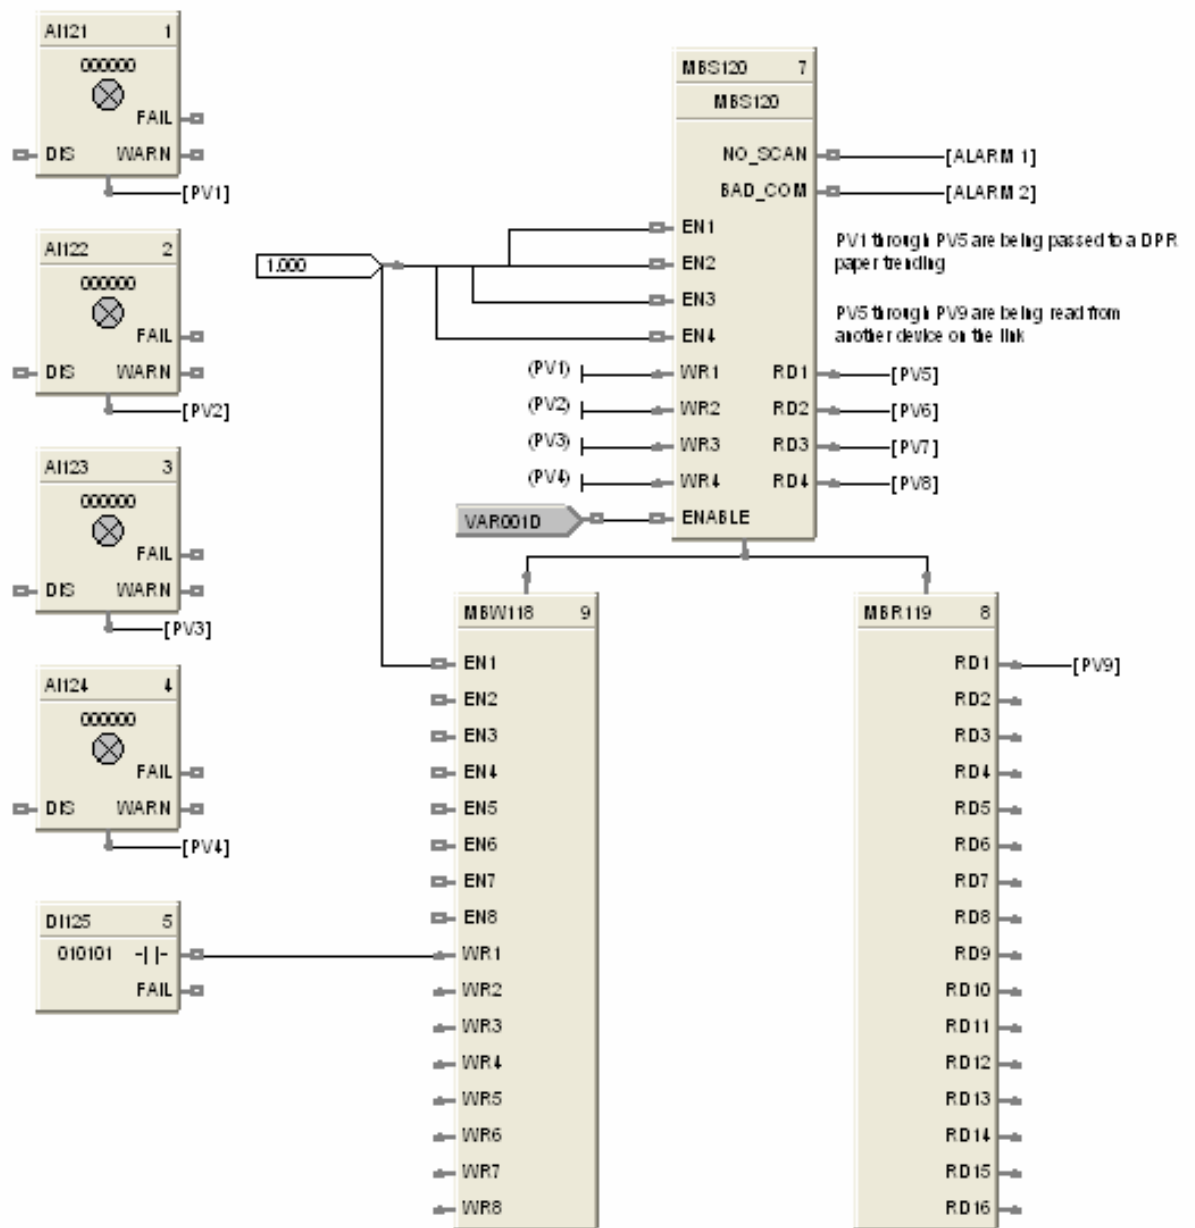 AI121 1
000000
FAIL
DIS WARN
[PV1]
AI122 2
000000
FAIL
DIS WARN
[PV2]
AI123 3
000000
FAIL
DIS WARN
[PV3]
AI124 4
000000
FAIL
DIS WARN
[PV4]
DI125 5
010101 -| |-
FAIL
1.000
MBS120 7
MBS120
NO_SCAN [ALARM 1]
BAD_COM [ALARM 2]
EN1
EN2
EN3
EN4
(PV1) WR1 RD1 [PV5]
(PV2) WR2 RD2 [PV6]
(PV3) WR3 RD3 [PV7]
(PV4) WR4 RD4 [PV8]
VAR001D ENABLE
PV1 through PV5 are being passed to a DPR
paper trending
PV5 through PV9 are being read from
another device on the link
MBW118 9
EN1
EN2
EN3
EN4
EN5
EN6
EN7
EN8
WR1
WR2
WR3
WR4
WR5
WR6
WR7
WR8
MBR119 8
RD1 [PV9]
RD2
RD3
RD4
RD5
RD6
RD7
RD8
RD9
RD10
RD11
RD12
RD13
RD14
RD15
RD16